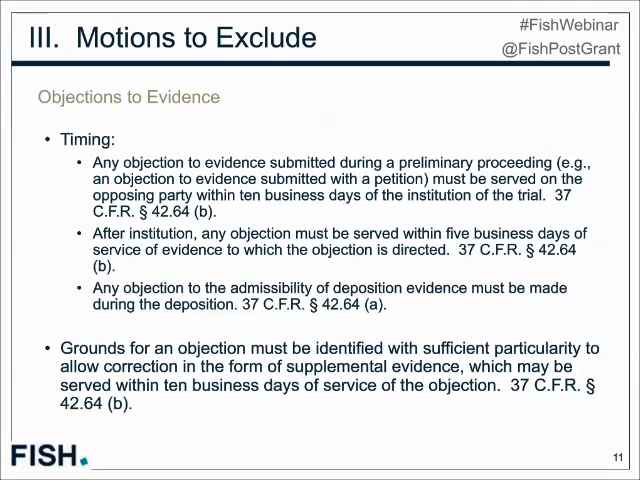 III. Motions to Exclude
#FishWebinar
@FishPostGrant
Objections to Evidence
• Timing:
• Any objection to evidence submitted during a preliminary proceeding (e.g.,
an objection to evidence submitted with a petition) must be served on the
opposing party within ten business days of the institution of the trial. 37
C.F.R. § 42.64 (b).
• After institution, any objection must be served within five business days of
service of evidence to which the objection is directed. 37 C.F.R. § 42.64
(b).
• Any objection to the admissibility of deposition evidence must be made
during the deposition. 37 C.F.R. § 42.64 (a).
• Grounds for an objection must be identified with sufficient particularity to
allow correction in the form of supplemental evidence, which may be
served within ten business days of service of the objection. 37 C.F.R. §
42.64 (b).
FISH.
11